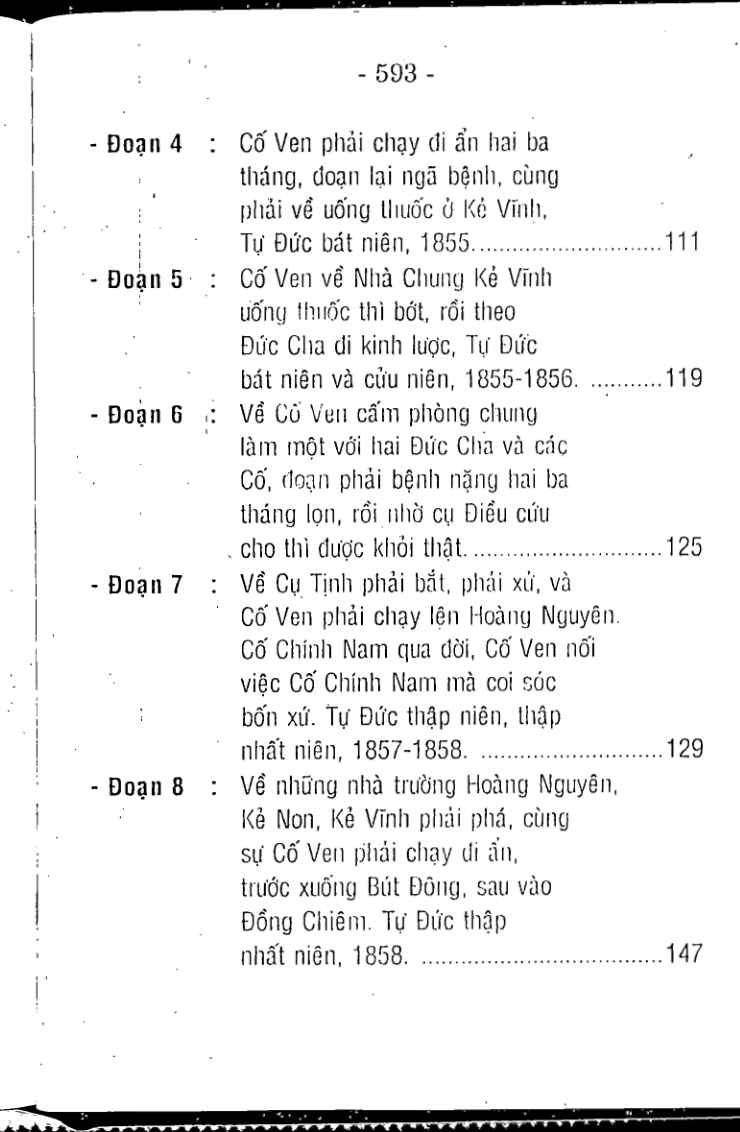 - 593 -
- Đoạn 4 : Cố Ven phải chạy đi ẩn hai ba
tháng, đoạn lại ngã bệnh, cùng
phải về uống thuốc ở Kẻ Vĩnh,
Tự Đức bát niên, 1855............................111
- Đoạn 5 : Cố Ven về Nhà Chung Kẻ Vĩnh
uống thuốc thì bớt, rồi theo
Đức Cha đi kinh lược, Tự Đức
bát niên và cửu niên, 1855-1856. ...........119
- Đoạn 6 : Về Cố Ven cấm phòng chung
làm một với hai Đức Cha và các
Cố, đoạn phải bệnh nặng hai ba
tháng lọn, rồi nhờ cụ Điều cứu
cho thì được khỏi thật.............................125
- Đoạn 7 : Về Cụ Tịnh phải bắt, phải xử, và
Cố Ven phải chạy lên Hoàng Nguyên.
Cố Chính Nam qua đời, Cố Ven nối
việc Cố Chính Nam mà coi sóc
bốn xứ. Tự Đức thập niên, thập
nhất niên, 1857-1858. ............................129
- Đoạn 8 : Về những nhà trường Hoàng Nguyên,
Kẻ Non, Kẻ Vĩnh phải phá, cùng
sự Cố Ven phải chạy đi ẩn,
trước xuống Bút Đông, sau vào
Đồng Chiêm. Tự Đức thập
nhất niên, 1858. .....................................147